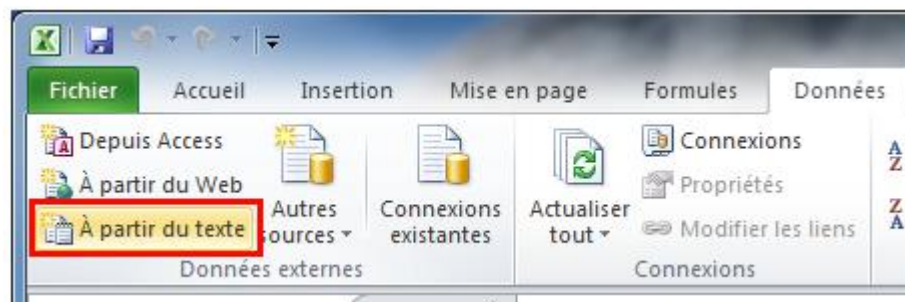 Fichier Accueil Insertion Mise en page Formules Données
Depuis Access
À partir du Web
À partir du texte
Autres
sources
Connexions
existantes
Données externes
Actualiser
tout
Connexions
Propriétés
Modifier les liens
Connexions
A
Z
Z
A